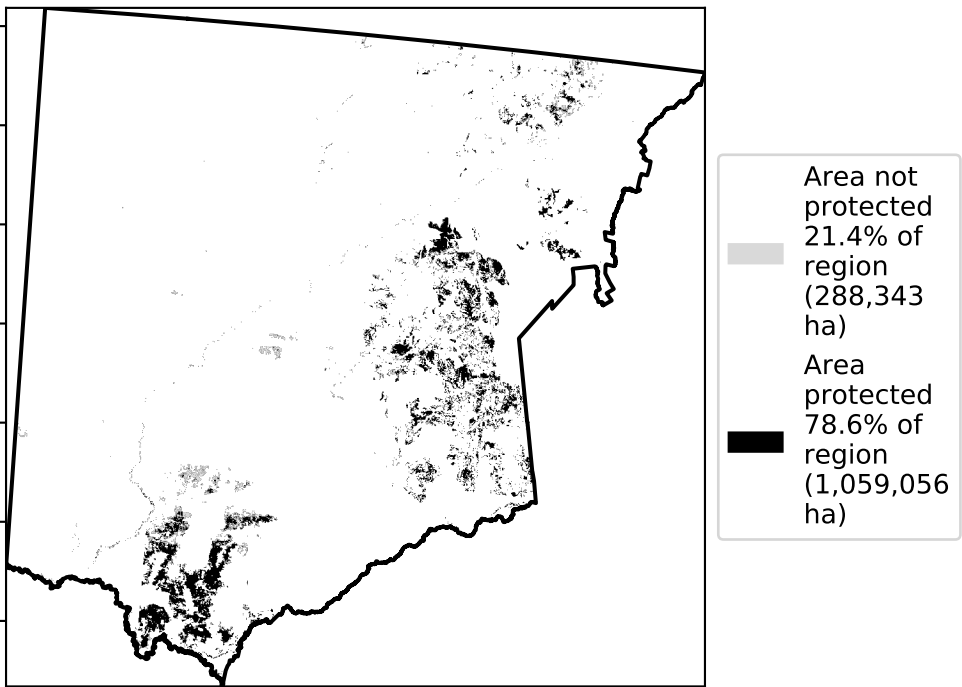 Area not
protected
21.4% of
region
(288,343
ha)
Area
protected
78.6% of
region
(1,059,056
ha)